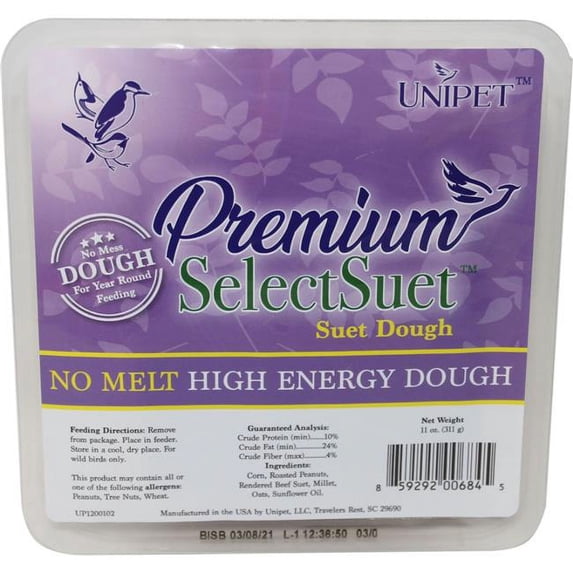 UNIPET™
Premium
SelectSuet™
Suet Dough
No Mess
DOUGH
For Year Round
Feeding
NO MELT HIGH ENERGY DOUGH
Feeding Directions: Remove
from package. Place in feeder.
Store in a cool, dry place. For
wild birds only.
This product may contain all or
one of the following allergens:
Peanuts, Tree Nuts, Wheat.
UP1200102
Guaranteed Analysis:
Crude Protein (min)......10%
Crude Fat (min)..............24%
Crude Fiber (max)..........4%
Ingredients:
Corn, Roasted Peanuts,
Rendered Beef Suet, Millet,
Oats, Sunflower Oil.
Net Weight
11 oz. (311 g)
8 59292 00684 5
Manufactured in the USA by Unipet, LLC, Travelers Rest, SC 29690
BISB 03/08/21 L-1 12:36:50 03/0